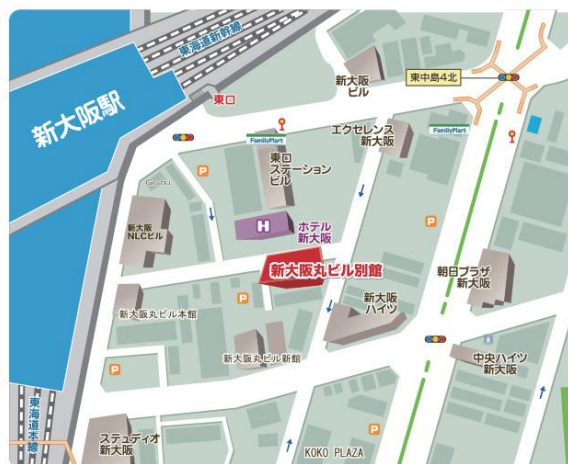 東海道新幹線
新大阪駅
東口
新大阪
ビル
東中島4北
FamilyMart
エクセレンス
新大阪
FamilyMart
P
東口
ステーション
ビル
P
H
ホテル
新大阪
新大阪
NLCビル
新大阪丸ビル別館
朝日プラザ
新大阪
新大阪丸ビル本館
P
新大阪
ハイツ
新大阪丸ビル新館
P
中央ハイツ
新大阪
P
東海道本線
ステュディオ
新大阪
KOKO PLAZA